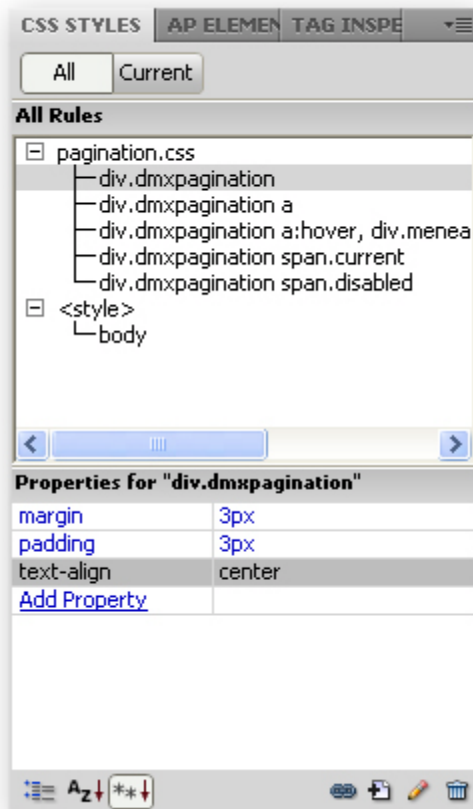 CSS STYLES AP ELEMEN TAG INSPE
All Current
All Rules
pagination.css
div.dmxpagination
div.dmxpagination a
div.dmxpagination a:hover, div.menea
div.dmxpagination span.current
div.dmxpagination span.disabled
<style>
body
Properties for "div.dmxpagination"
margin 3px
padding 3px
text-align center
Add Property
Az **